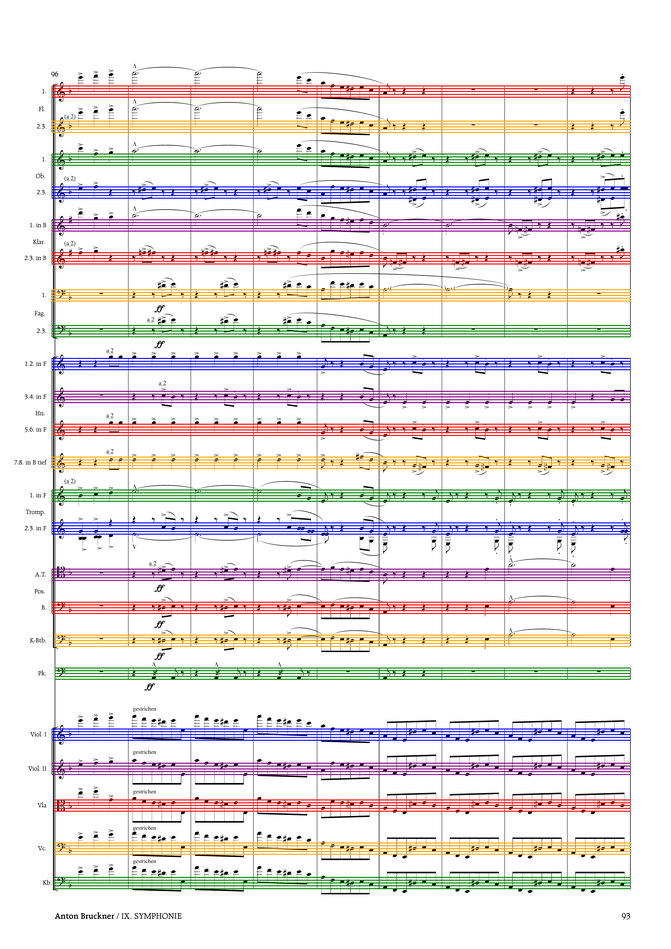 96
1.
Fl.
(a 2)
2.3.
1.
Ob.
(a 2)
2.3.
1. in B
Klar.
(a 2)
2.3. in B
1.
ff
Fag.
a 2
2.3.
ff
a 2
1.2. in F
a 2
3.4. in F
Hn.
a 2
5.6. in F
a 2
7.8. in B tief
(a 2)
1. in F
Tromp.
2.3. in F
a 2
A.T.
ff
Pos.
B.
ff
K-Btb.
ff
Pk.
ff
gestrichen
Viol. I
gestrichen
Viol. II
gestrichen
Vla
gestrichen
Vc.
gestrichen
Kb.
Anton Bruckner / IX. SYMPHONIE 93